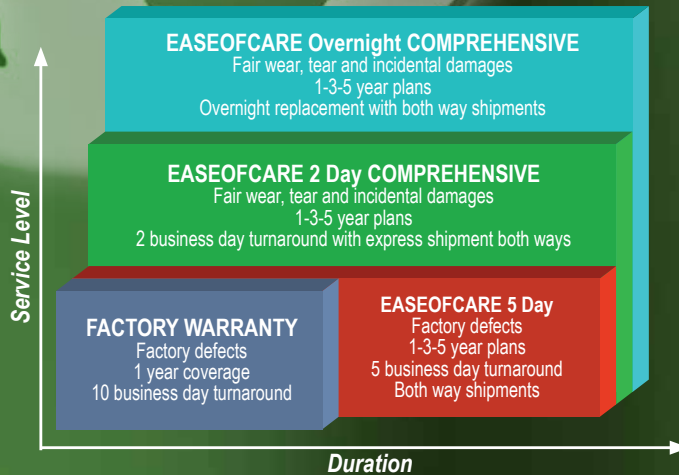 EASEOFCARE Overnight COMPREHENSIVE
Fair wear, tear and incidental damages
1-3-5 year plans
Overnight replacement with both way shipments
EASEOFCARE 2 Day COMPREHENSIVE
Fair wear, tear and incidental damages
1-3-5 year plans
2 business day turnaround with express shipment both ways
FACTORY WARRANTY
Factory defects
1 year coverage
10 business day turnaround
EASEOFCARE 5 Day
Factory defects
1-3-5 year plans
5 business day turnaround
Both way shipments
Service Level
Duration